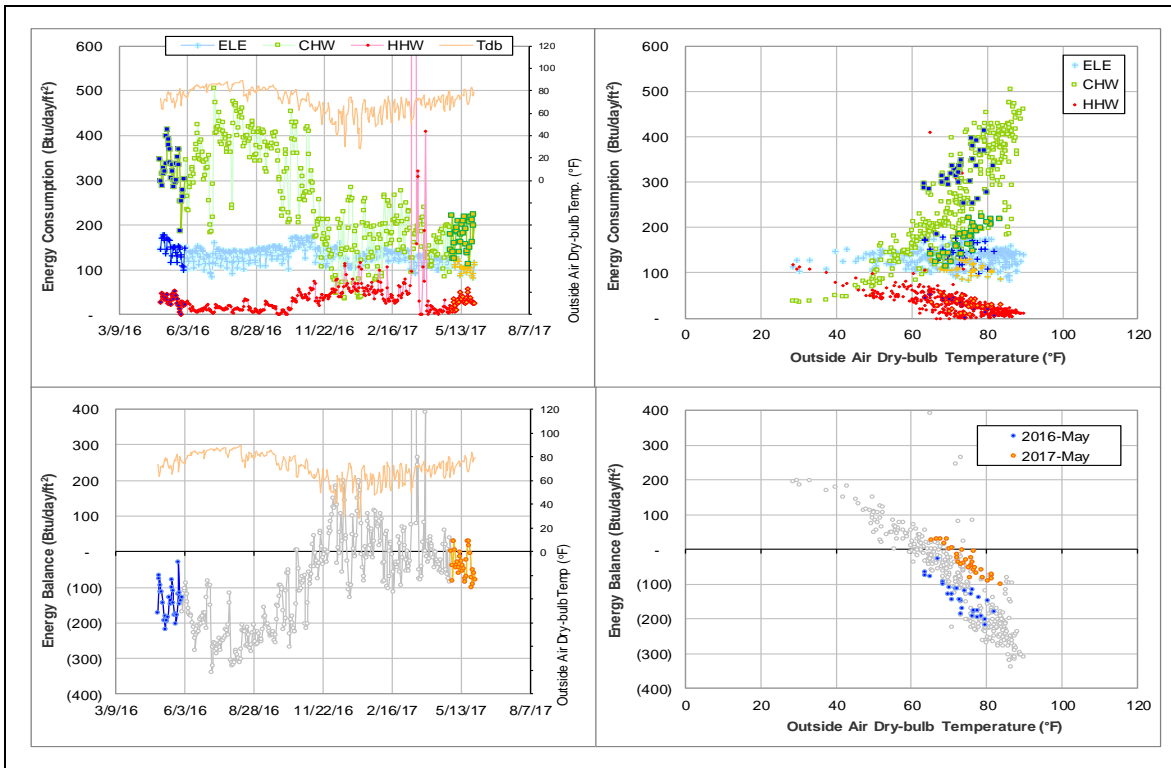 ELE CHW HHW Tdb
Energy Consumption (Btu/day/ft²)
600
500
400
300
200
100
-
120
100
80
60
40
20
0
Outside Air Dry-bulb Temp. (°F)
3/9/16 6/3/16 8/28/16 11/22/16 2/16/17 5/13/17 8/7/17
Energy Consumption (Btu/day/ft²)
600
500
400
300
200
100
-
ELE
CHW
HHW
0 20 40 60 80 100 120
Outside Air Dry-bulb Temperature (°F)
Energy Balance (Btu/day/ft²)
400
300
200
100
-
(100)
(200)
(300)
(400)
120
100
80
60
40
20
0
Outside Air Dry-bulb Temp (°F)
3/9/16 6/3/16 8/28/16 11/22/16 2/16/17 5/13/17 8/7/17
Energy Balance (Btu/day/ft²)
400
300
200
100
-
(100)
(200)
(300)
(400)
2016-May
2017-May
0 20 40 60 80 100 120
Outside Air Dry-bulb Temperature (°F)